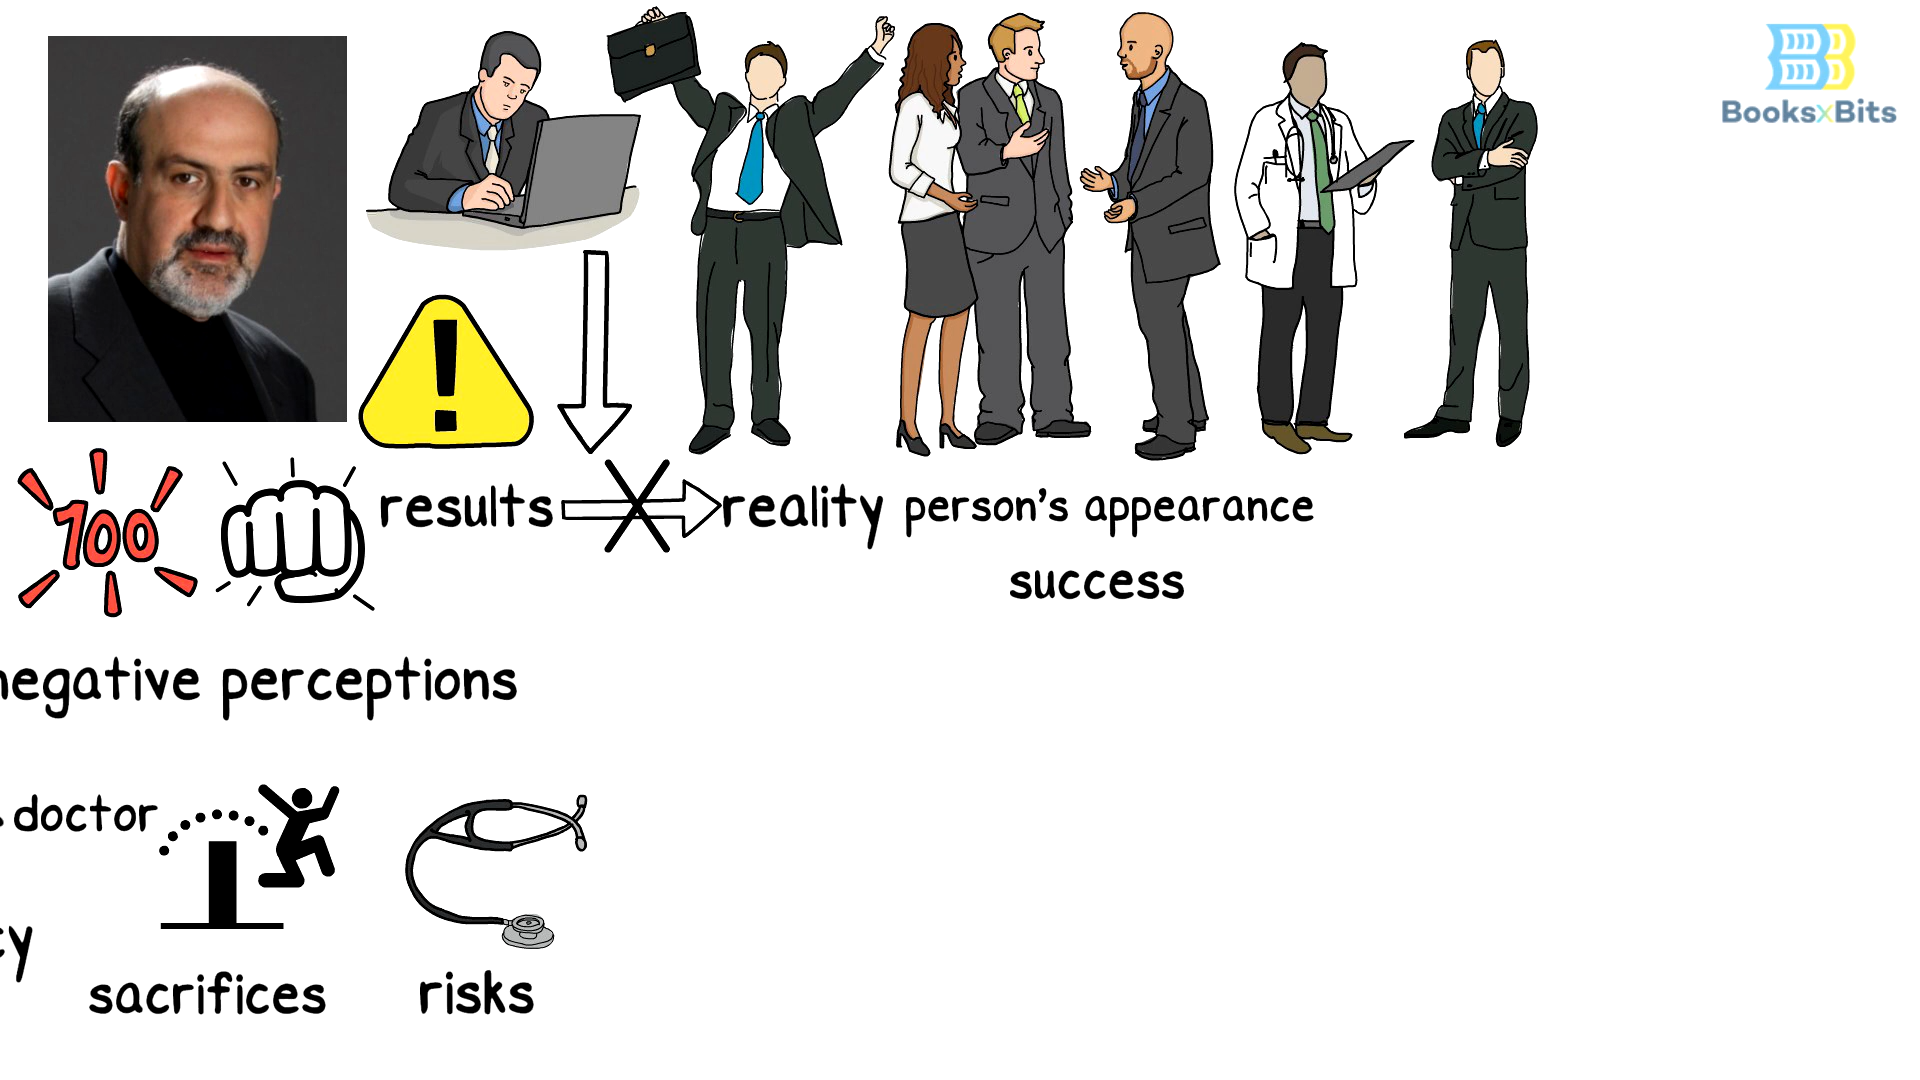 BooksxBits
100
results reality person's appearance
success
negative perceptions
doctor
sacrifices risks